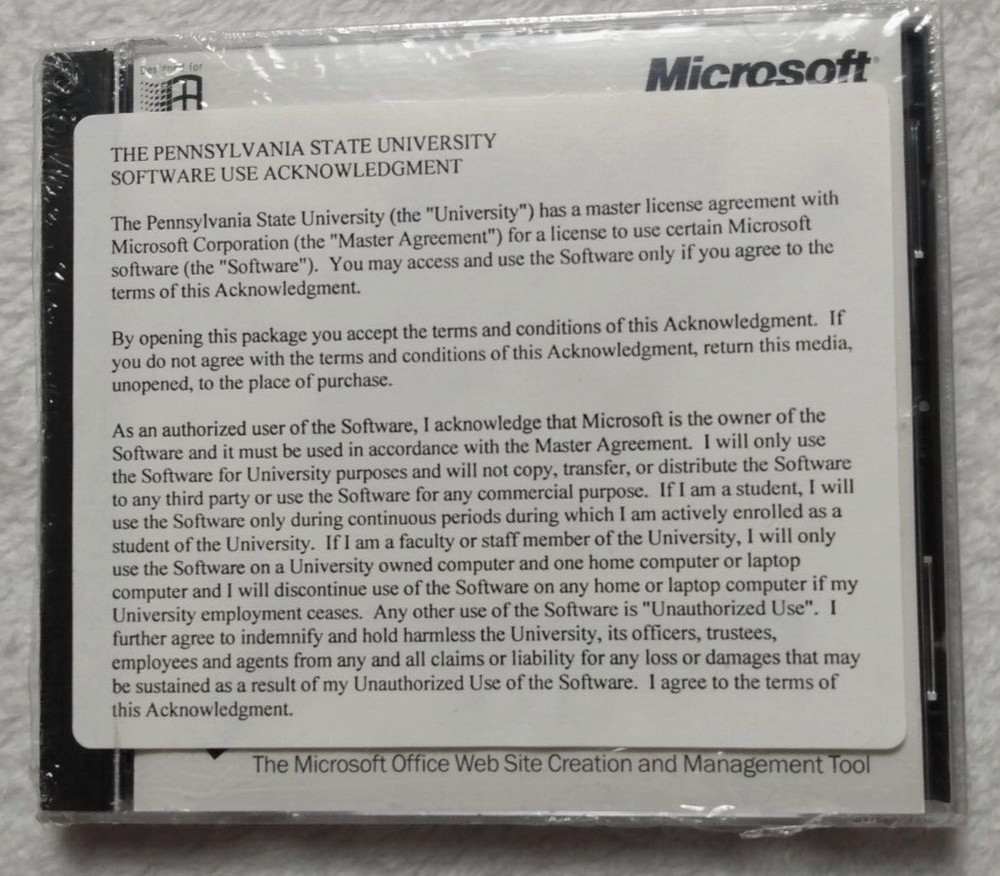 Designed for
Microsoft
THE PENNSYLVANIA STATE UNIVERSITY
SOFTWARE USE ACKNOWLEDGMENT
The Pennsylvania State University (the "University") has a master license agreement with
Microsoft Corporation (the "Master Agreement") for a license to use certain Microsoft
software (the "Software").  You may access and use the Software only if you agree to the
terms of this Acknowledgment.
By opening this package you accept the terms and conditions of this Acknowledgment.  If
you do not agree with the terms and conditions of this Acknowledgment, return this media,
unopened, to the place of purchase.
As an authorized user of the Software, I acknowledge that Microsoft is the owner of the
Software and it must be used in accordance with the Master Agreement.  I will only use
the Software for University purposes and will not copy, transfer, or distribute the Software
to any third party or use the Software for any commercial purpose.  If I am a student, I will
use the Software only during continuous periods during which I am actively enrolled as a
student of the University.  If I am a faculty or staff member of the University, I will only
use the Software on a University owned computer and one home computer or laptop
computer and I will discontinue use of the Software on any home or laptop computer if my
University employment ceases.  Any other use of the Software is "Unauthorized Use".  I
further agree to indemnify and hold harmless the University, its officers, trustees,
employees and agents from any and all claims or liability for any loss or damages that may
be sustained as a result of my Unauthorized Use of the Software.  I agree to the terms of
this Acknowledgment.
The Microsoft Office Web Site Creation and Management Tool